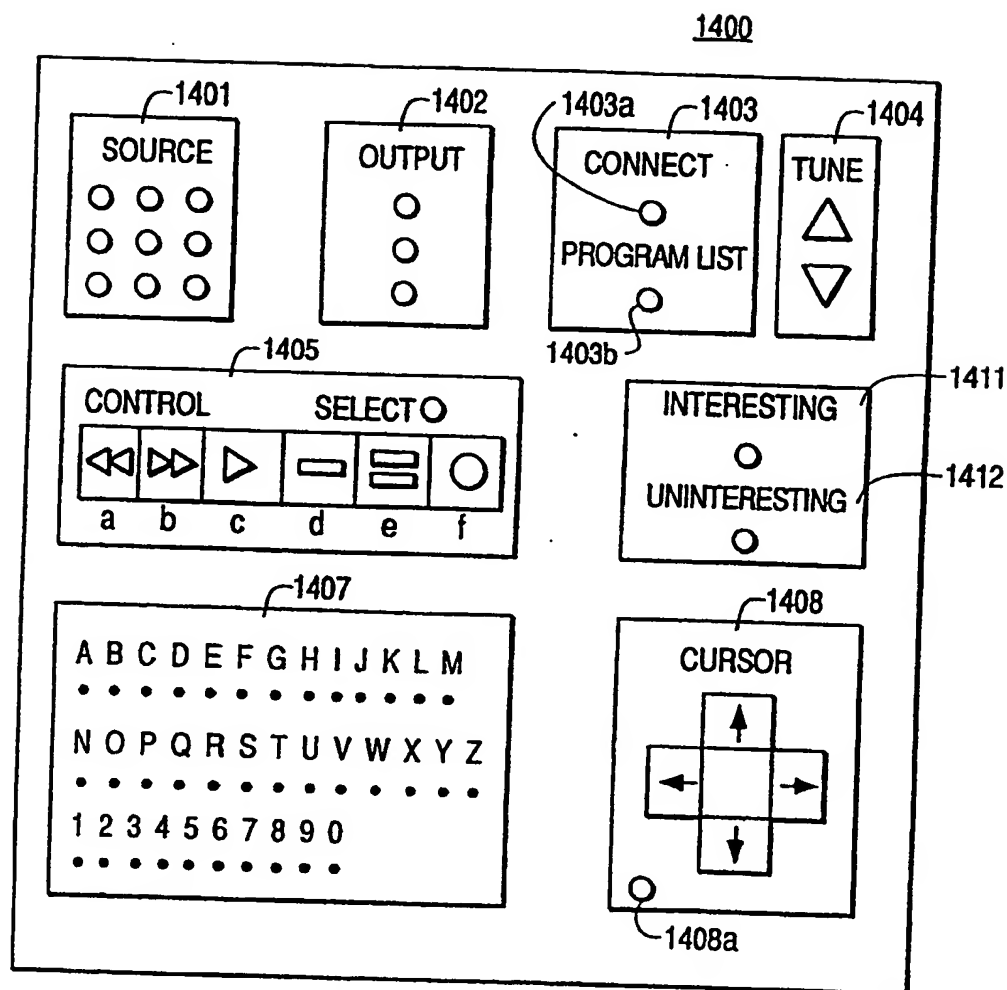 1400
1401
SOURCE
1402
OUTPUT
1403a
1403
CONNECT
PROGRAM LIST
1403b
1404
TUNE
1405
CONTROL SELECT
a b c d e f
1411
INTERESTING
1412
UNINTERESTING
1407
A B C D E F G H I J K L M
N O P Q R S T U V W X Y Z
1 2 3 4 5 6 7 8 9 0
1408
CURSOR
1408a